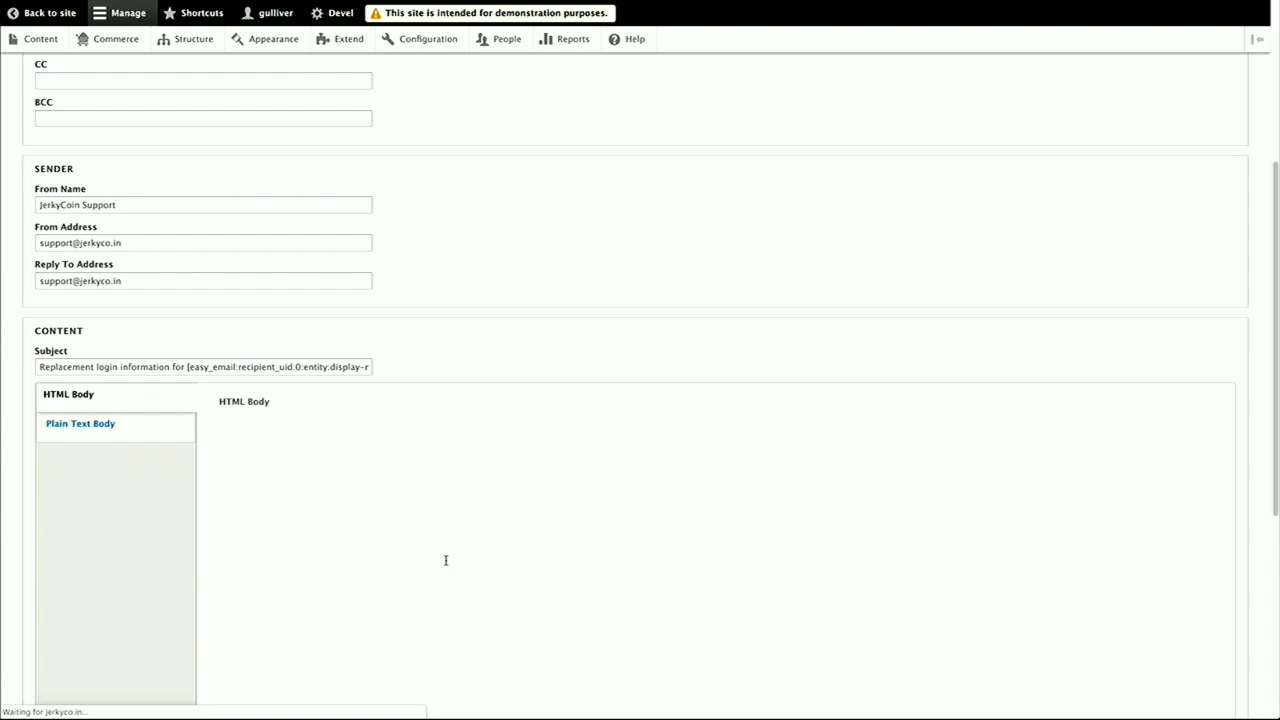 Back to site Manage Shortcuts gulliver Devel This site is intended for demonstration purposes.
Content Commerce Structure Appearance Extend Configuration People Reports Help
CC
BCC
SENDER
From Name
JerkyCoin Support
From Address
support@jerkyco.in
Reply To Address
support@jerkyco.in
CONTENT
Subject
Replacement login information for [easy_email:recipient_uid:0:entity:display-r
HTML Body
HTML Body
Plain Text Body
Waiting for jerkyco.in...